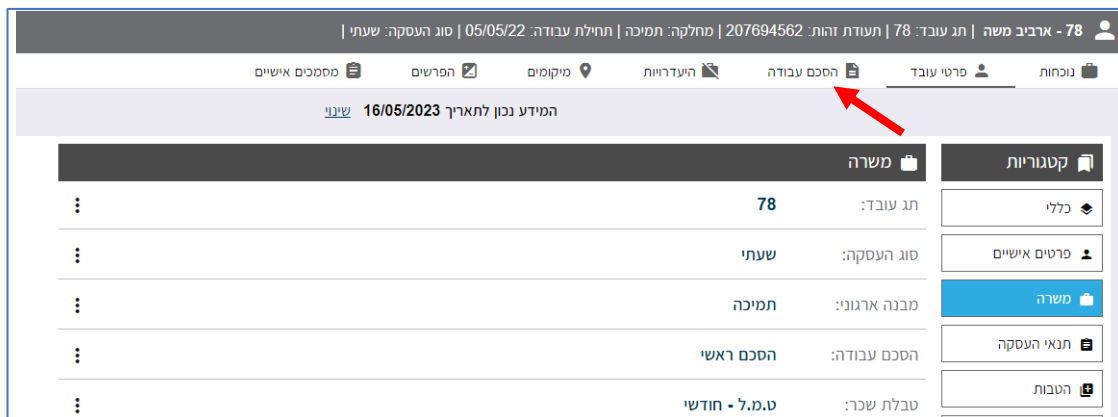 78 - ארביב משה | תג עובד: 78 | תעודת זהות: 207694562 | מחלקה: תמיכה | תחילת עבודה: 05/05/22 | סוג העסקה: שעתי |
נוכחות פרטי עובד הסכם עבודה היעדרויות מיקומים הפרשים מסמכים אישיים
המידע נכון לתאריך 16/05/2023 שינוי
קטגוריות
כללי
פרטים אישיים
משרה
תנאי העסקה
הטבות
משרה
תג עובד: 78
סוג העסקה: שעתי
מבנה ארגוני: תמיכה
הסכם עבודה: הסכם ראשי
טבלת שכר: ט.מ.ל - חודשי